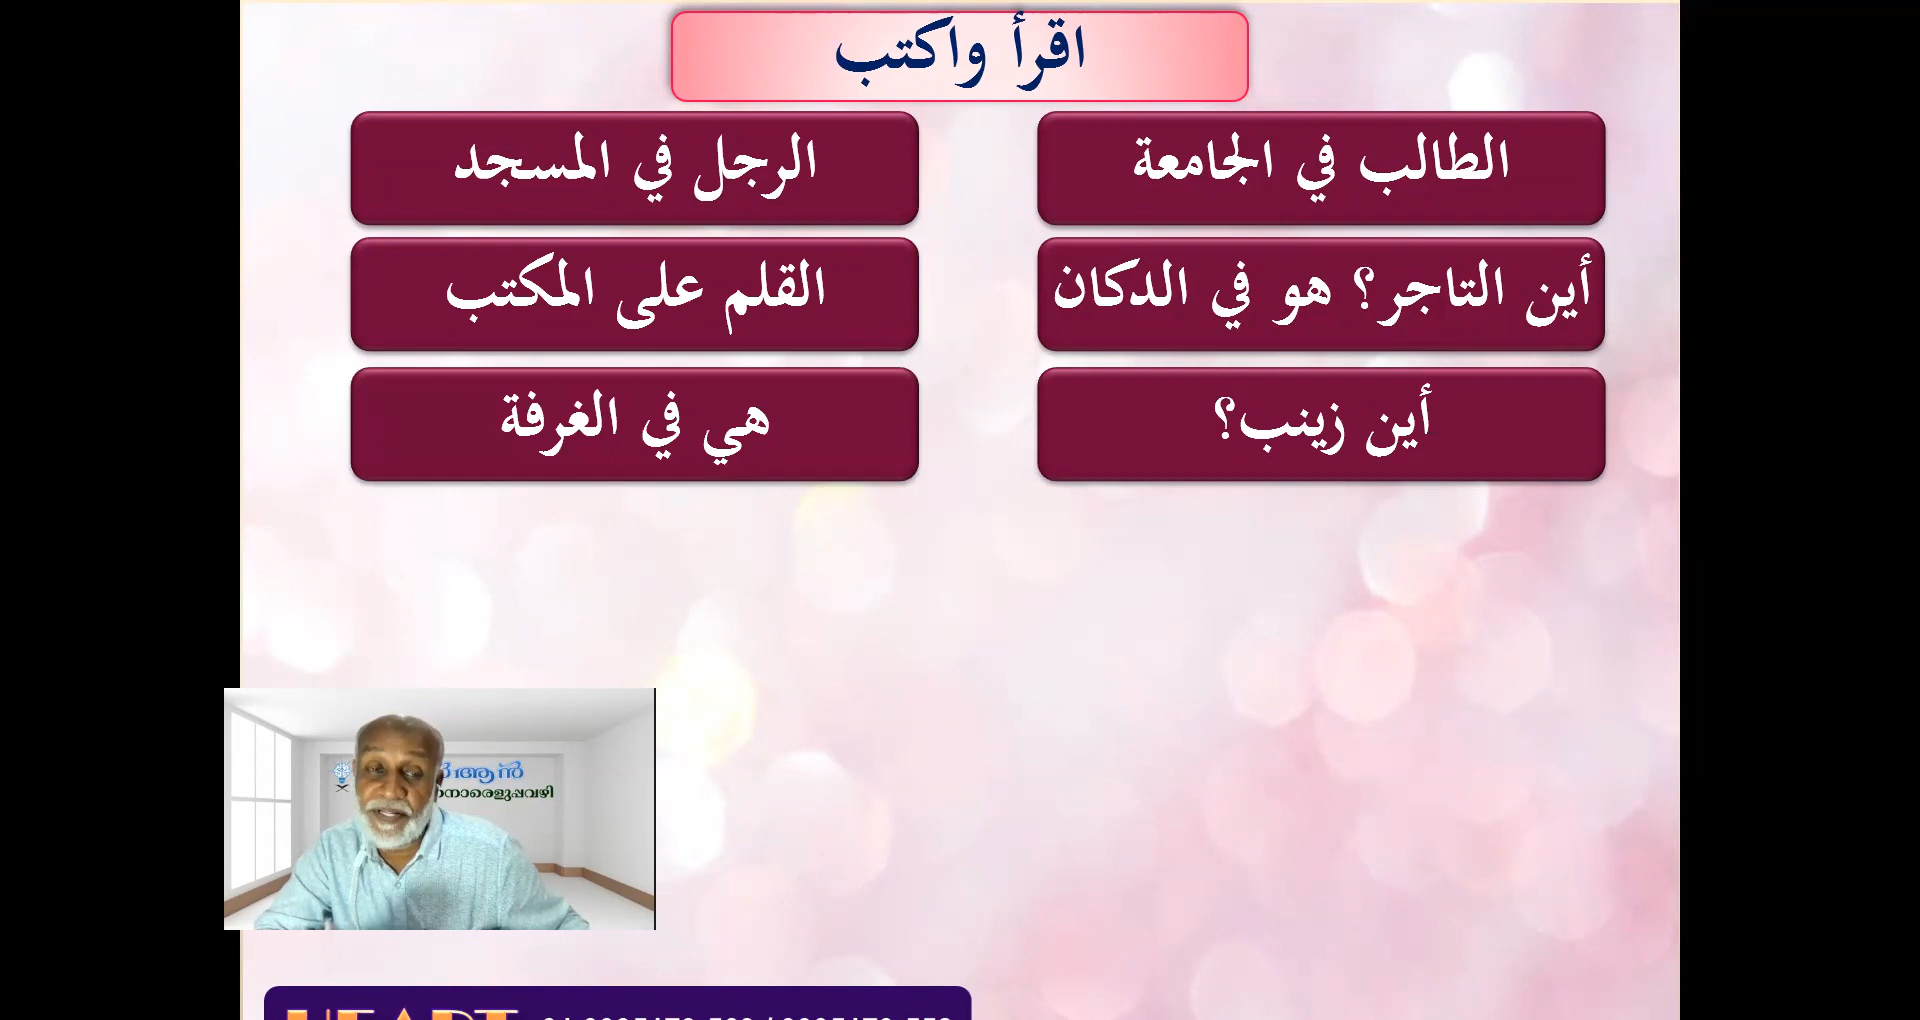 اقرأ واكتب
الطالب في الجامعة
الرجل في المسجد
أين التاجر؟ هو في الدكان
القلم على المكتب
أين زينب؟
هي في الغرفة